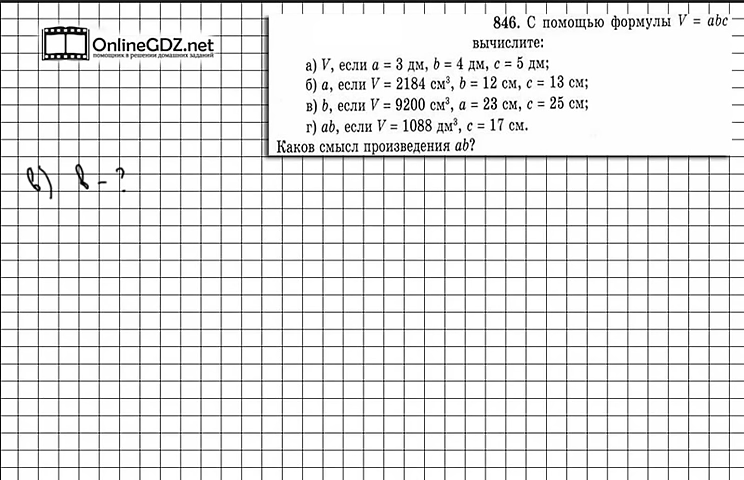 OnlineGDZ.net
помощник в решении домашних заданий
846. С помощью формулы V = abc
вычислите:
а) V, если a = 3 дм, b = 4 дм, c = 5 дм;
б) a, если V = 2184 см³, b = 12 см, c = 13 см;
в) b, если V = 9200 см³, a = 23 см, c = 25 см;
г) ab, если V = 1088 дм³, c = 17 см.
Каков смысл произведения ab?
в) в - ?